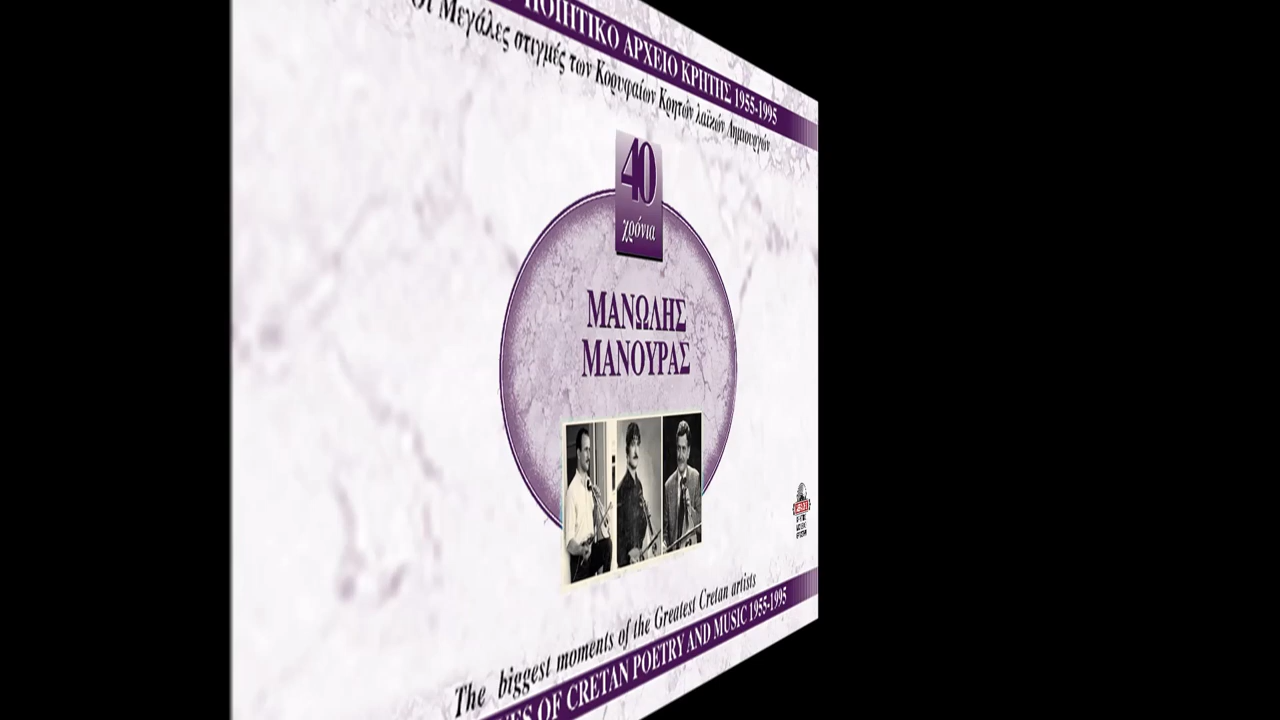 ΠΟΙΗΤΙΚΟ ΑΡΧΕΙΟ ΚΡΗΤΗΣ 1955-1995
Οι Μεγάλες στιγμές των Κορυφαίων Κρητών λαϊκών Δημιουργών
40
χρόνια
ΜΑΝΩΛΗΣ
ΜΑΝΟΥΡΑΣ
The biggest moments of the Greatest Cretan artists
OF CRETAN POETRY AND MUSIC 1955-1995